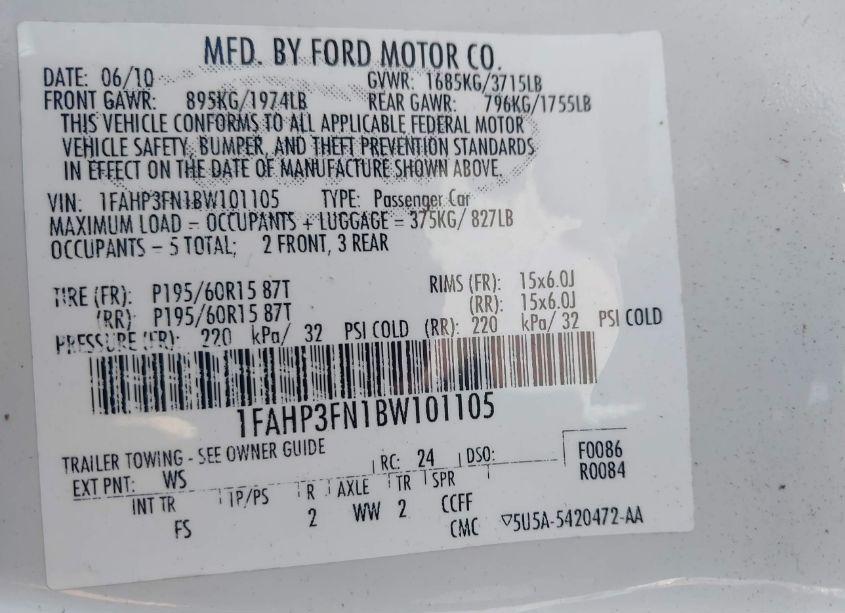 MFD. BY FORD MOTOR CO.
DATE: 06/10 GVWR: 1685KG/3715LB
FRONT GAWR: 895KG/1974LB REAR GAWR: 796KG/1755LB
THIS VEHICLE CONFORMS TO ALL APPLICABLE FEDERAL MOTOR
VEHICLE SAFETY, BUMPER, AND THEFT PREVENTION STANDARDS
IN EFFECT ON THE DATE OF MANUFACTURE SHOWN ABOVE.
VIN: 1FAHP3FN1BW101105 TYPE: Passenger Car
MAXIMUM LOAD = OCCUPANTS + LUGGAGE = 375KG/ 827LB
OCCUPANTS - 5 TOTAL; 2 FRONT, 3 REAR
TIRE (FR): P195/60R15 87T RIMS (FR): 15x6.0J
(RR) P195/60R15 87T (RR): 15x6.0J
PRESSURE (FR): 220 kPa/ 32 PSI COLD (RR): 220 kPa/ 32 PSI COLD
1FAHP3FN1BW101105
TRAILER TOWING - SEE OWNER GUIDE
EXT PNT: WS RC: 24 DSO: F0086
R0084
INT TR TP/PS R AXLE TR SPR
FS 2 WW 2 CCFF
CMC ▽5U5A-5420472-AA